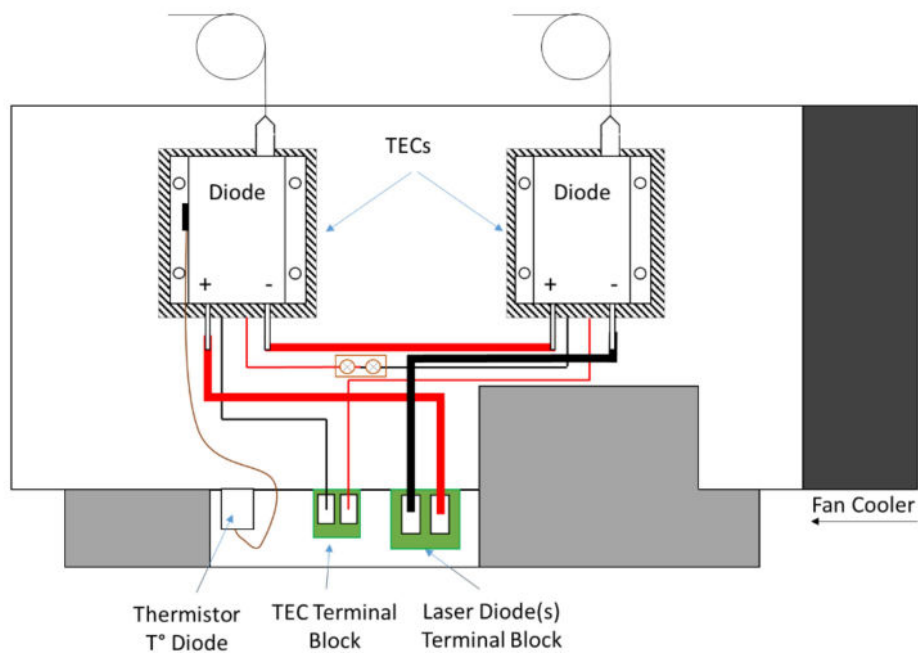 TECs
Diode
Diode
+ -
+ -
Fan Cooler
Thermistor
T° Diode
TEC Terminal
Block
Laser Diode(s)
Terminal Block